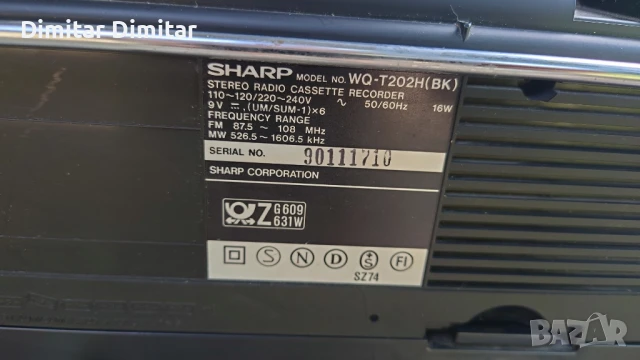 Dimitar Dimitar
SHARP MODEL NO. WQ-T202H(BK)
STEREO RADIO CASSETTE RECORDER
110~120/220~240V ∼ 50/60Hz 16W
9V ⎓ (UM/SUM-1)×6
FREQUENCY RANGE
FM 87.5 ~ 108 MHz
MW 526.5~1606.5 kHz
SERIAL NO. 90111710
SHARP CORPORATION
Z G609
631W
S N D S FI
SZ74
BAZAR